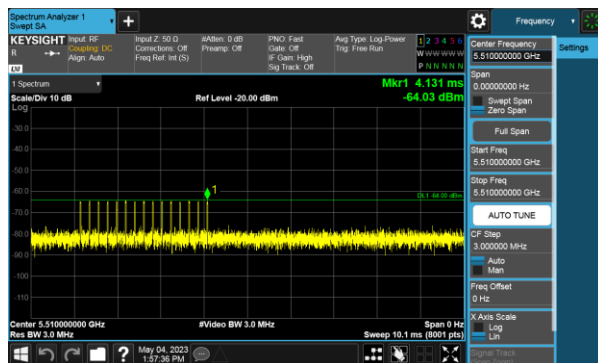 Spectrum Analyzer 1
Swept SA
Frequency
KEYSIGHT Input: RF
R Coupling: DC
Align: Auto
Input Z: 50 Ω
Corrections: Off
Freq Ref: Int (S)
#Atten: 0 dB
Preamp: Off
PNO: Fast
Gate: Off
IF Gain: High
Sig Track: Off
Avg Type: Log-Power
Trig: Free Run
1 2 3 4 5 6
W W W W W W
P N N N N N
LNI
1 Spectrum
Scale/Div 10 dB
Log
Ref Level -20.00 dBm
Mkr1 4.131 ms
-64.03 dBm
-30.0
-40.0
-50.0
-60.0
-70.0
-80.0
-90.0
-100
-110
1
DL1 -64.00 dBm
Center 5.510000000 GHz
Res BW 3.0 MHz
#Video BW 3.0 MHz
Span 0 Hz
Sweep 10.1 ms (8001 pts)
May 04, 2023
1:57:36 PM
Center Frequency
5.510000000 GHz
Settings
Span
0.00000000 Hz
Swept Span
Zero Span
Full Span
Start Freq
5.510000000 GHz
Stop Freq
5.510000000 GHz
AUTO TUNE
CF Step
3.000000 MHz
Auto
Man
Freq Offset
0 Hz
X Axis Scale
Log
Lin
Signal Track